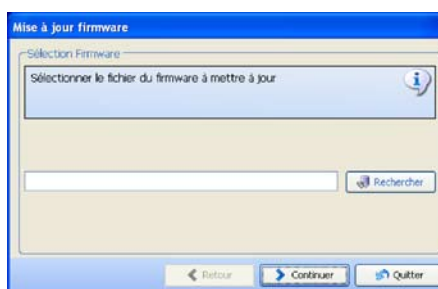 Mise à jour firmware
Sélection Firmware
Sélectionner le fichier du firmware à mettre à jour
Rechercher
Retour
Continuer
Quitter